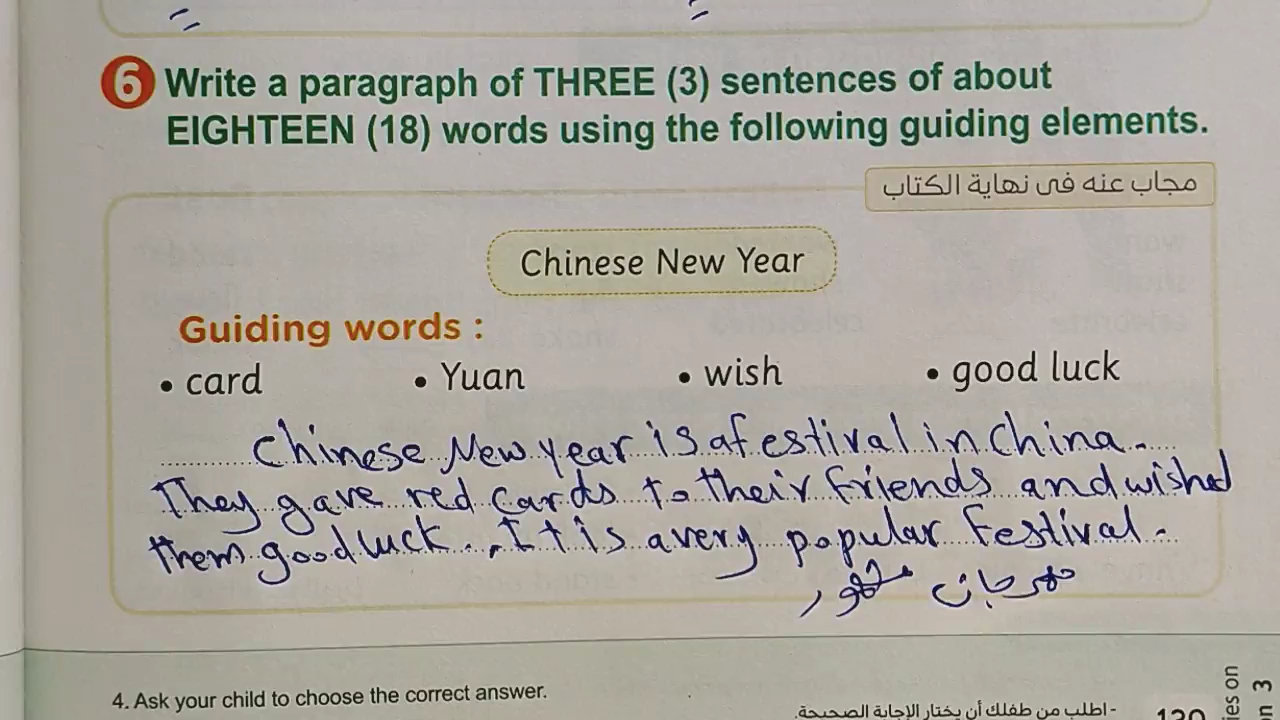 6 Write a paragraph of THREE (3) sentences of about
EIGHTEEN (18) words using the following guiding elements.
مجاب عنه فى نهاية الكتاب
Chinese New Year
Guiding words :
• card • Yuan • wish • good luck
Chinese New year is a festival in China.
They gave red cards to their friends and wished
them good luck. It is a very popular festival.
مهرجان مشهور
4. Ask your child to choose the correct answer.
- اطلب من طفلك أن يختار الإجابة الصحيحة.